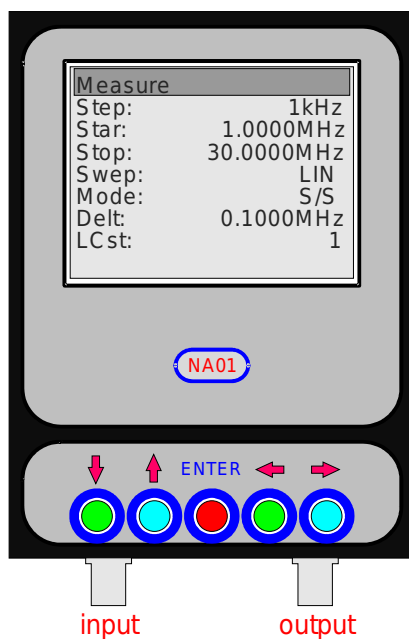 Measure
Step: 1kHz
Star: 1.0000MHz
Stop: 30.0000MHz
Swep: LIN
Mode: S/S
Delt: 0.1000MHz
LCst: 1
NA01
ENTER
input output